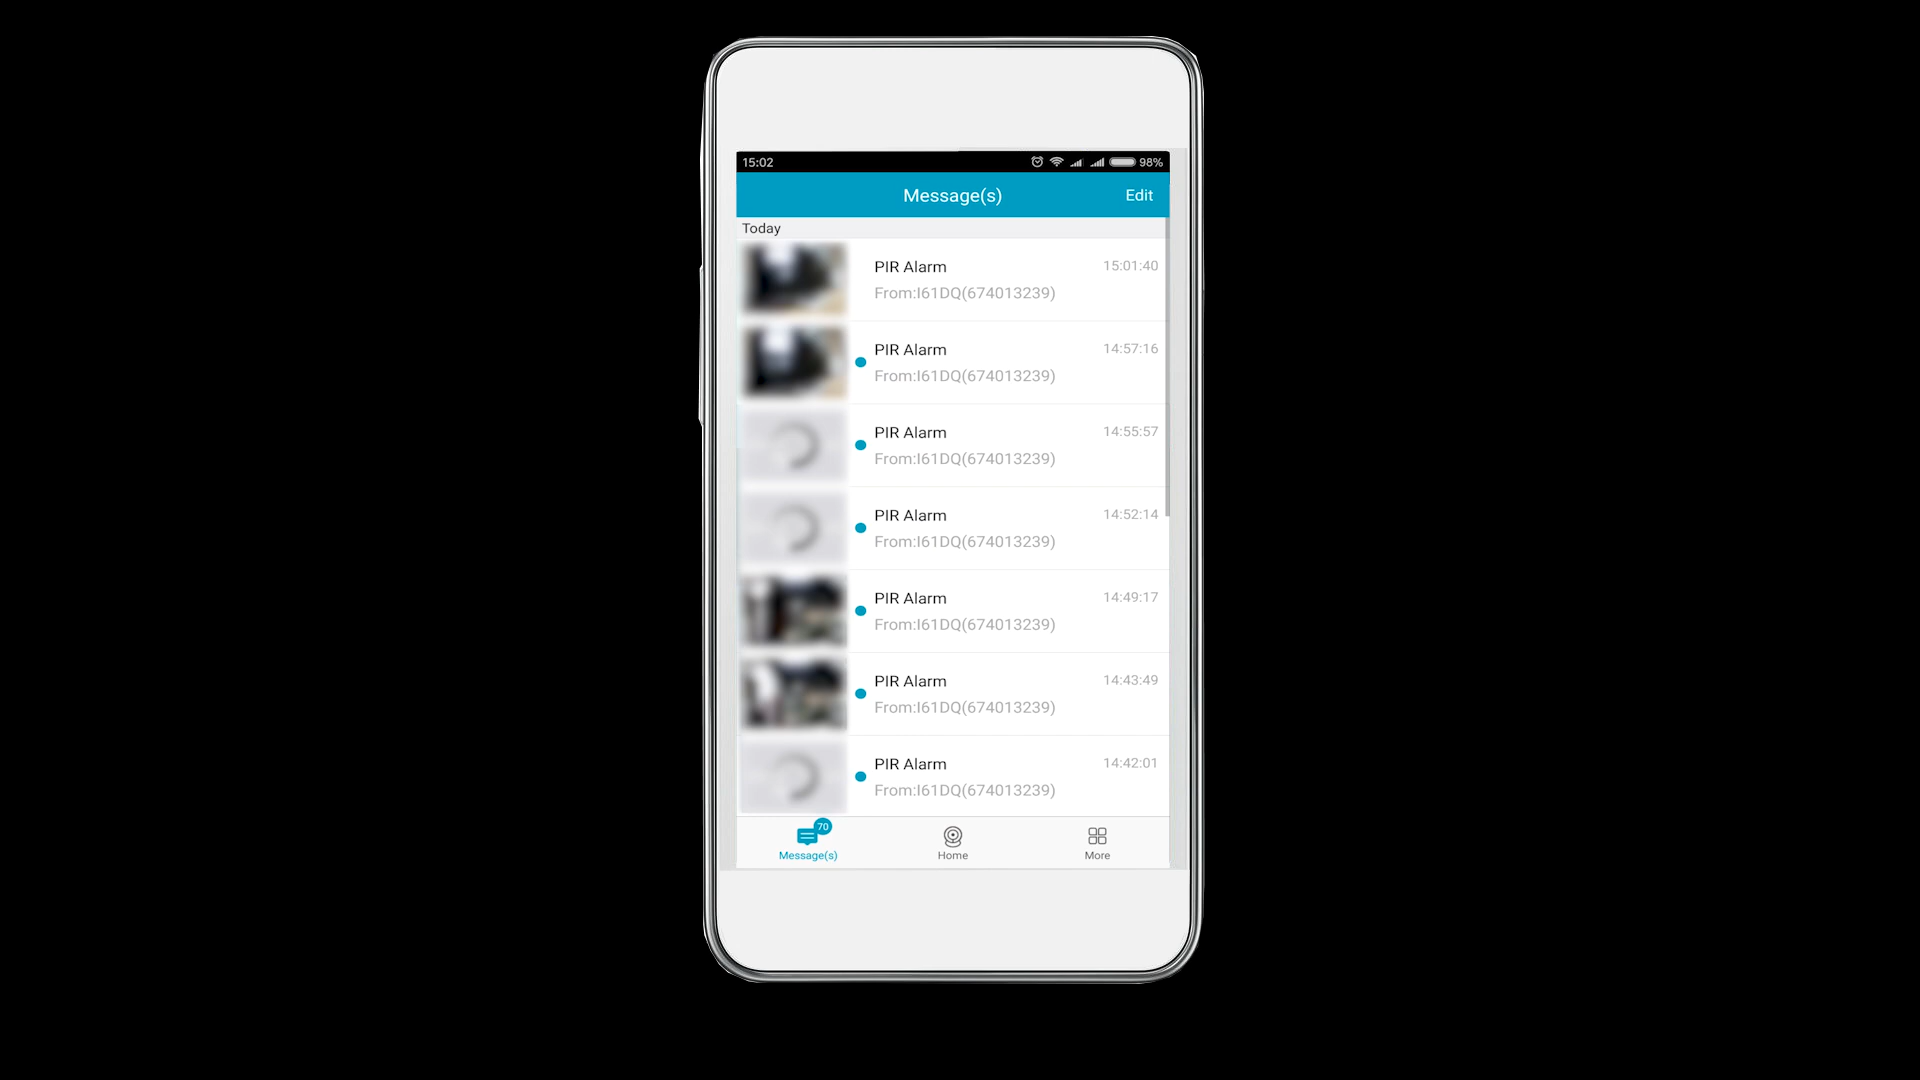 15:02 98%
Message(s) Edit
Today
PIR Alarm 15:01:40
From:I61DQ(674013239)
PIR Alarm 14:57:16
From:I61DQ(674013239)
PIR Alarm 14:55:57
From:I61DQ(674013239)
PIR Alarm 14:52:14
From:I61DQ(674013239)
PIR Alarm 14:49:17
From:I61DQ(674013239)
PIR Alarm 14:43:49
From:I61DQ(674013239)
PIR Alarm 14:42:01
From:I61DQ(674013239)
70
Message(s) Home More